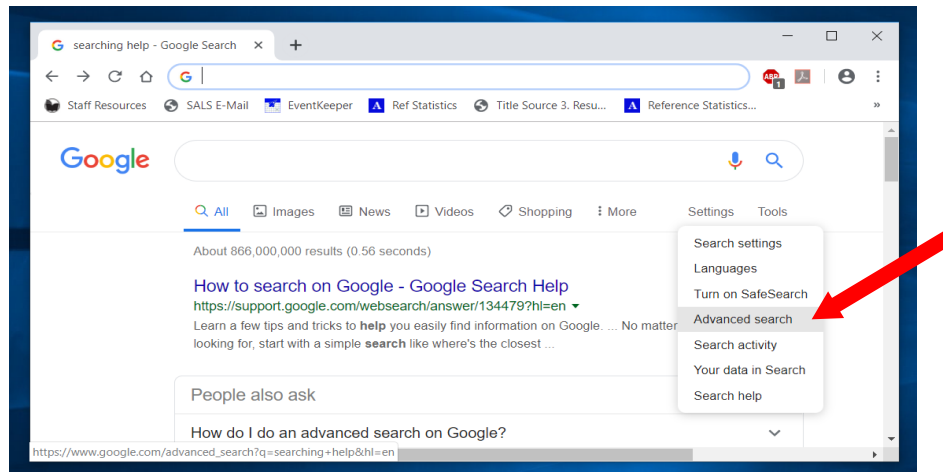 searching help - Google Search
Staff Resources SALS E-Mail EventKeeper A Ref Statistics Title Source 3. Resu... A Reference Statistics... »
ABP 1
Google
All Images News Videos Shopping More Settings Tools
About 866,000,000 results (0.56 seconds)
Search settings
Languages
Turn on SafeSearch
Advanced search
Search activity
Your data in Search
Search help
How to search on Google - Google Search Help
https://support.google.com/websearch/answer/134479?hl=en
Learn a few tips and tricks to help you easily find information on Google. ... No matter
looking for, start with a simple search like where's the closest ...
People also ask
How do I do an advanced search on Google?
https://www.google.com/advanced_search?q=searching+help&hl=en